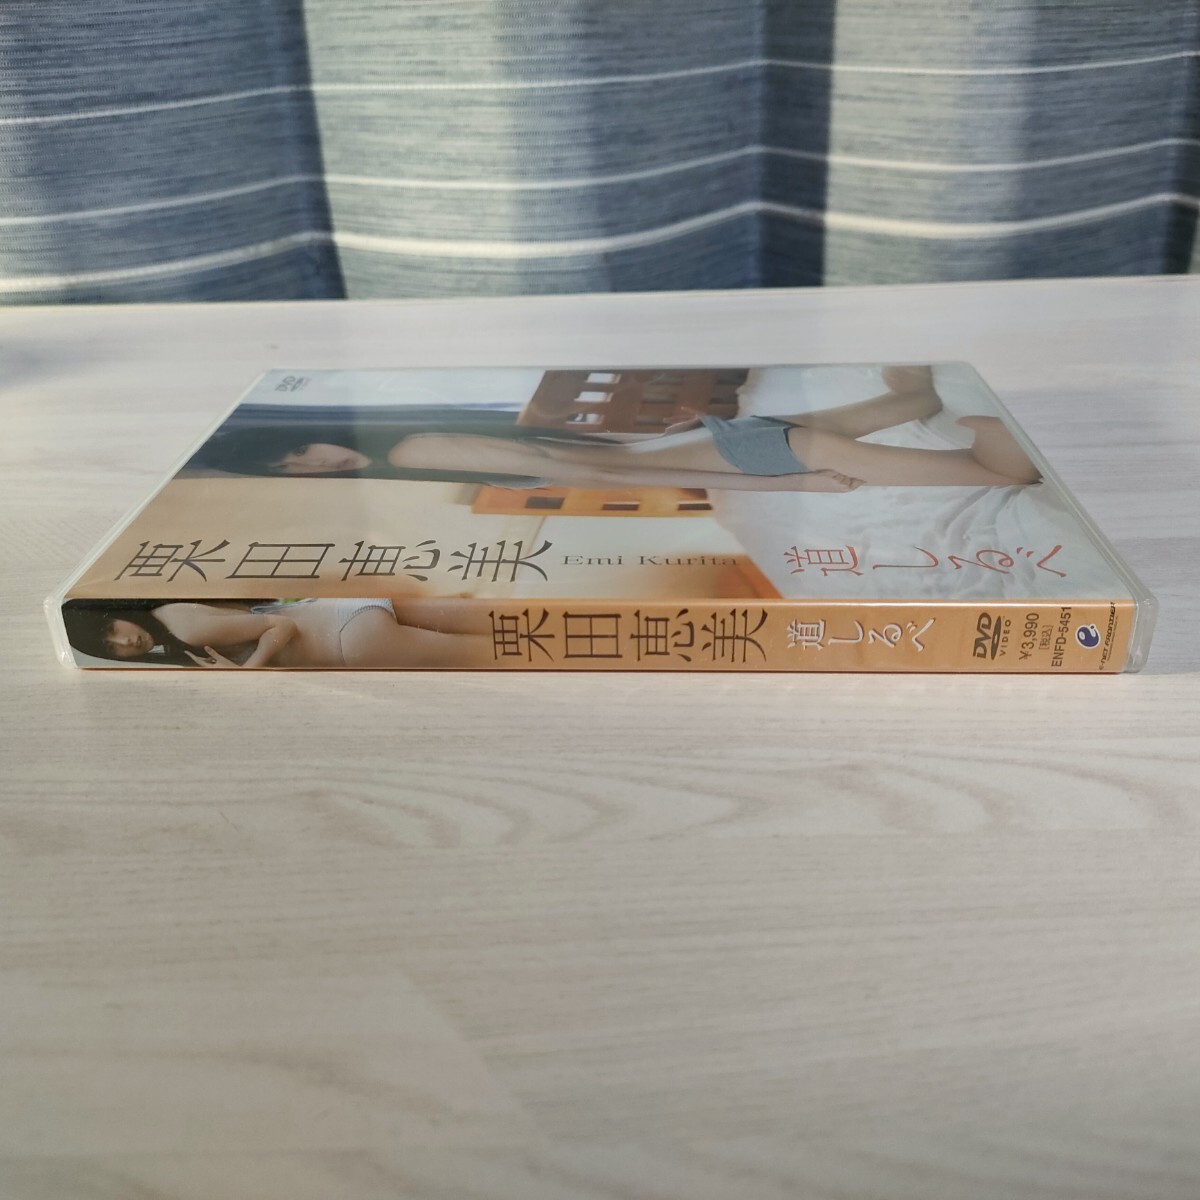 DVD
栗田恵美
Emi Kurita
道しるべ
栗田恵美
道しるべ
DVD
VIDEO
¥3,990
[税込]
ENFD-5451
e